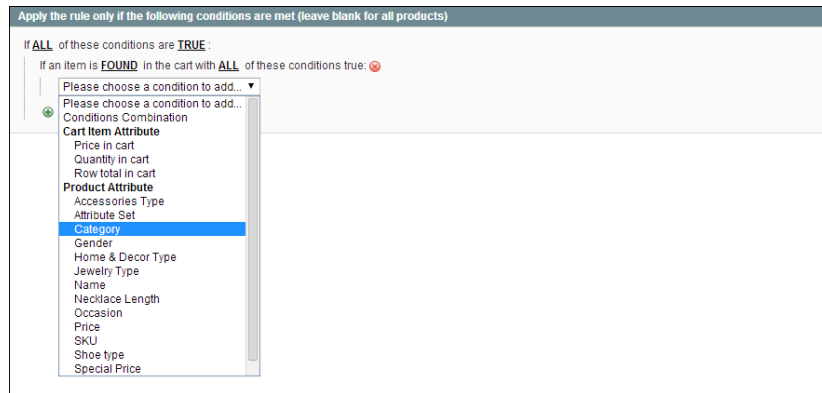 Apply the rule only if the following conditions are met (leave blank for all products)
If ALL of these conditions are TRUE :
If an item is FOUND in the cart with ALL of these conditions true:
Please choose a condition to add...
Please choose a condition to add...
Conditions Combination
Cart Item Attribute
Price in cart
Quantity in cart
Row total in cart
Product Attribute
Accessories Type
Attribute Set
Category
Gender
Home & Decor Type
Jewelry Type
Name
Necklace Length
Occasion
Price
SKU
Shoe type
Special Price